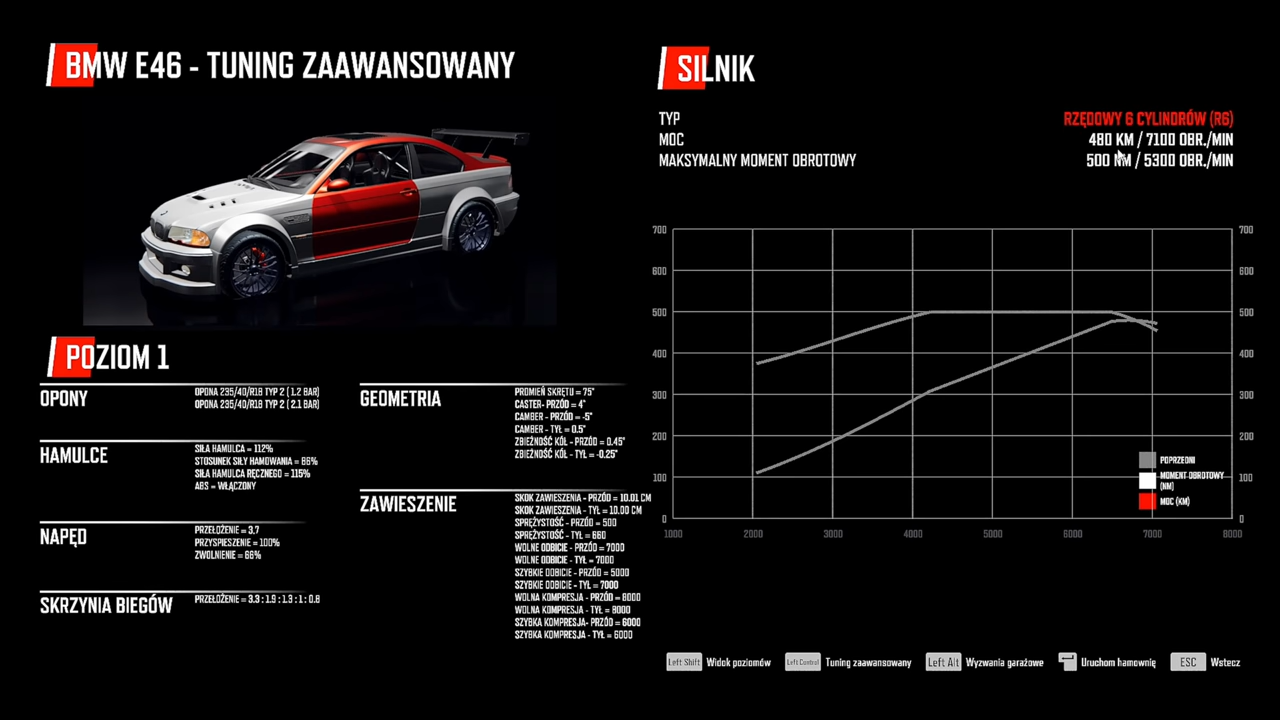 BMW E46 - TUNING ZAAWANSOWANY
POZIOM 1
OPONY
OPONA 235/40/R18 TYP 2 ( 1.2 BAR)
OPONA 235/40/R18 TYP 2 ( 2.1 BAR)
HAMULCE
SIŁA HAMULCA = 112%
STOSUNEK SIŁY HAMOWANIA = 86%
SIŁA HAMULCA RĘCZNEGO = 115%
ABS = WŁĄCZONY
NAPĘD
PRZEŁOŻENIE = 3.7
PRZYSPIESZENIE = 100%
ZWOLNIENIE = 66%
SKRZYNIA BIEGÓW
PRZEŁOŻENIE = 3.3 : 1.9 : 1.3 : 1 : 0.8
GEOMETRIA
PROMIEŃ SKRĘTU = 75°
CASTER- PRZÓD = 4°
CAMBER - PRZÓD = -5°
CAMBER - TYŁ = 0.5°
ZBIEŻNOŚĆ KÓŁ - PRZÓD = 0.45°
ZBIEŻNOŚĆ KÓŁ - TYŁ = -0.25°
ZAWIESZENIE
SKOK ZAWIESZENIA - PRZÓD = 10.01 CM
SKOK ZAWIESZENIA - TYŁ = 10.00 CM
SPRĘŻYSTOŚĆ - PRZÓD = 500
SPRĘŻYSTOŚĆ - TYŁ = 660
WOLNE ODBICIE - PRZÓD = 7000
WOLNE ODBICIE - TYŁ = 7000
SZYBKIE ODBICIE - PRZÓD = 5000
SZYBKIE ODBICIE - TYŁ = 7000
WOLNA KOMPRESJA - PRZÓD = 8000
WOLNA KOMPRESJA - TYŁ = 8000
SZYBKA KOMPRESJA- PRZÓD = 6000
SZYBKA KOMPRESJA - TYŁ = 6000
SILNIK
TYP RZĘDOWY 6 CYLINDRÓW (R6)
MOC 480 KM / 7100 OBR./MIN
MAKSYMALNY MOMENT OBROTOWY 500 NM / 5300 OBR./MIN
700 700
600 600
500 500
400 400
300 300
200 200
100 100
0 0
1000 2000 3000 4000 5000 6000 7000 8000
POPRZEDNI
MOMENT OBROTOWY
(NM)
MOC (KM)
Left Shift Widok poziomów Left Control Tuning zaawansowany Left Alt Wyzwania garażowe Uruchom hamownię ESC Wstecz